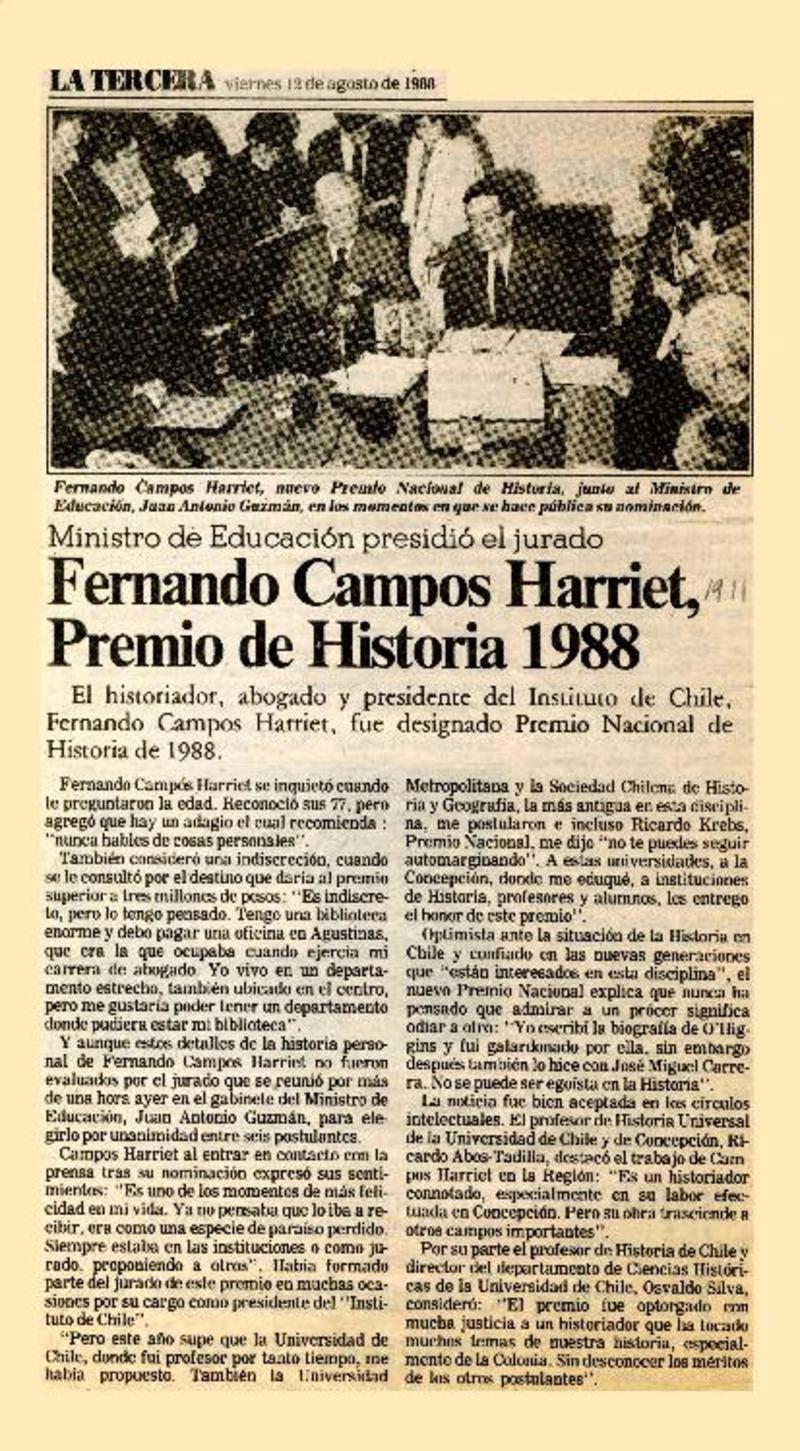 LA TERCERA viernes 12 de agosto de 1988
Fernando Campos Harriet, nuevo Premio Nacional de Historia, junto al Ministro de
Educación, Juan Antonio Guzmán, en los momentos en que se hace pública su nominación.
Ministro de Educación presidió el jurado
Fernando Campos Harriet,
Premio de Historia 1988
El historiador, abogado y presidente del Instituto de Chile,
Fernando Campos Harriet, fue designado Premio Nacional de
Historia de 1988.
Fernando Campos Harriet se inquietó cuando
le preguntaron la edad. Reconoció sus 77, pero
agregó que hay un adagio el cual recomienda :
"nunca hables de cosas personales".
También consideró una indiscreción, cuando
se le consultó por el destino que daría al premio
superior a tres millones de pesos: "Es indiscre-
to, pero lo tengo pensado. Tengo una biblioteca
enorme y debo pagar una oficina en Agustinas,
que era la que ocupaba cuando ejercía mi
carrera de abogado. Yo vivo en un departa-
mento estrecho, también ubicado en el centro,
pero me gustaría poder tener un departamento
donde pudiera estar mi biblioteca".
Y aunque estos detalles de la historia perso-
nal de Fernando Campos Harriet no fueron
evaluados por el jurado que se reunió por más
de una hora ayer en el gabinete del Ministro de
Educación, Juan Antonio Guzmán, para ele-
girlo por unanimidad entre seis postulantes.
Campos Harriet al entrar en contacto con la
prensa tras su nominación expresó sus senti-
mientos: "Es uno de los momentos de más feli-
cidad en mi vida. Ya no pensaba que lo iba a re-
cibir, era como una especie de paraíso perdido.
Siempre estaba en las instituciones o como ju-
rado, proponiendo a otros". Había formado
parte del jurado de este premio en muchas oca-
siones por su cargo como presidente del "Insti-
tuto de Chile".
"Pero este año supe que la Universidad de
Chile, donde fui profesor por tanto tiempo, me
había propuesto. También la Universidad
Metropolitana y la Sociedad Chilena de Histo-
ria y Geografía, la más antigua en esta discipli-
na, me postularon e incluso Ricardo Krebs,
Premio Nacional, me dijo "no te puedes seguir
automarginando". A estas universidades, a la
Concepción, donde me eduqué, a instituciones
de Historia, profesores y alumnos, les entrego
el honor de este premio".
Optimista ante la situación de la Historia en
Chile y confiado en las nuevas generaciones
que "están interesados en esta disciplina", el
nuevo Premio Nacional explica que nunca ha
pensado que admirar a un prócer significa
odiar a otro: "Yo escribí la biografía de O'Hig-
gins y fui galardonado por ella, sin embargo
después también lo hice con José Miguel Carre-
ra. No se puede ser egoísta en la Historia".
La noticia fue bien aceptada en los círculos
intelectuales. El profesor de Historia Universal
de la Universidad de Chile y de Concepción, Ri-
cardo Abos-Tadilla, destacó el trabajo de Cam
pos Harriet en la Región: "Es un historiador
connotado, especialmente en su labor efec-
tuada en Concepción. Pero su obra trasciende a
otros campos importantes".
Por su parte el profesor de Historia de Chile y
director del departamento de Ciencias Históri-
cas de la Universidad de Chile, Osvaldo Silva,
consideró: "El premio fue optorgado con
mucha justicia a un historiador que ha tocado
muchos temas de nuestra historia, especial-
mente de la Colonia. Sin desconocer los méritos
de los otros postulantes".